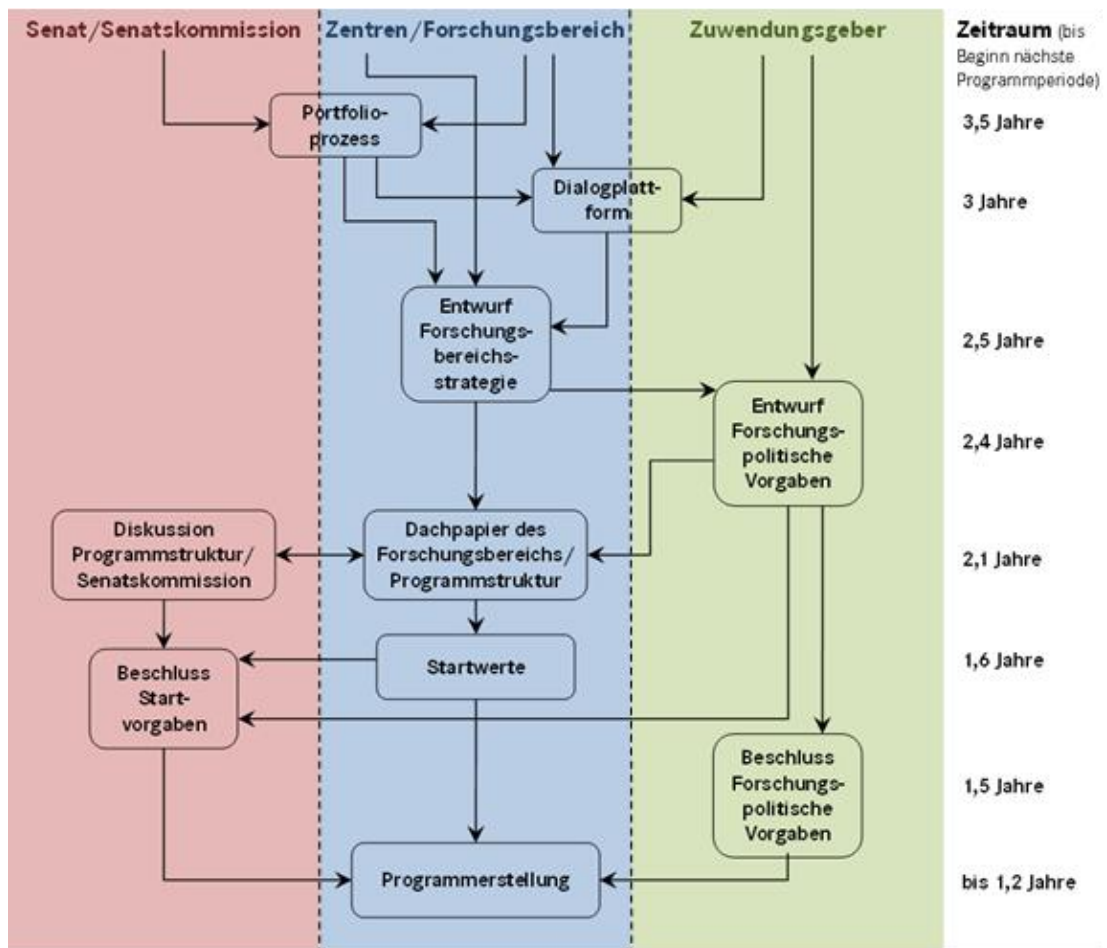 Senat/Senatskommission
Zentren/Forschungsbereich
Zuwendungsgeber
Zeitraum (bis
Beginn nächste
Programmperiode)
Portfolio-
prozess
3,5 Jahre
Dialogplatt-
form
3 Jahre
Entwurf
Forschungs-
bereichs-
strategie
2,5 Jahre
Entwurf
Forschungs-
politische
Vorgaben
2,4 Jahre
Diskussion
Programmstruktur/
Senatskommission
Dachpapier des
Forschungsbereichs/
Programmstruktur
2,1 Jahre
Beschluss
Start-
vorgaben
Startwerte
1,6 Jahre
Beschluss
Forschungs-
politische
Vorgaben
1,5 Jahre
Programmerstellung
bis 1,2 Jahre